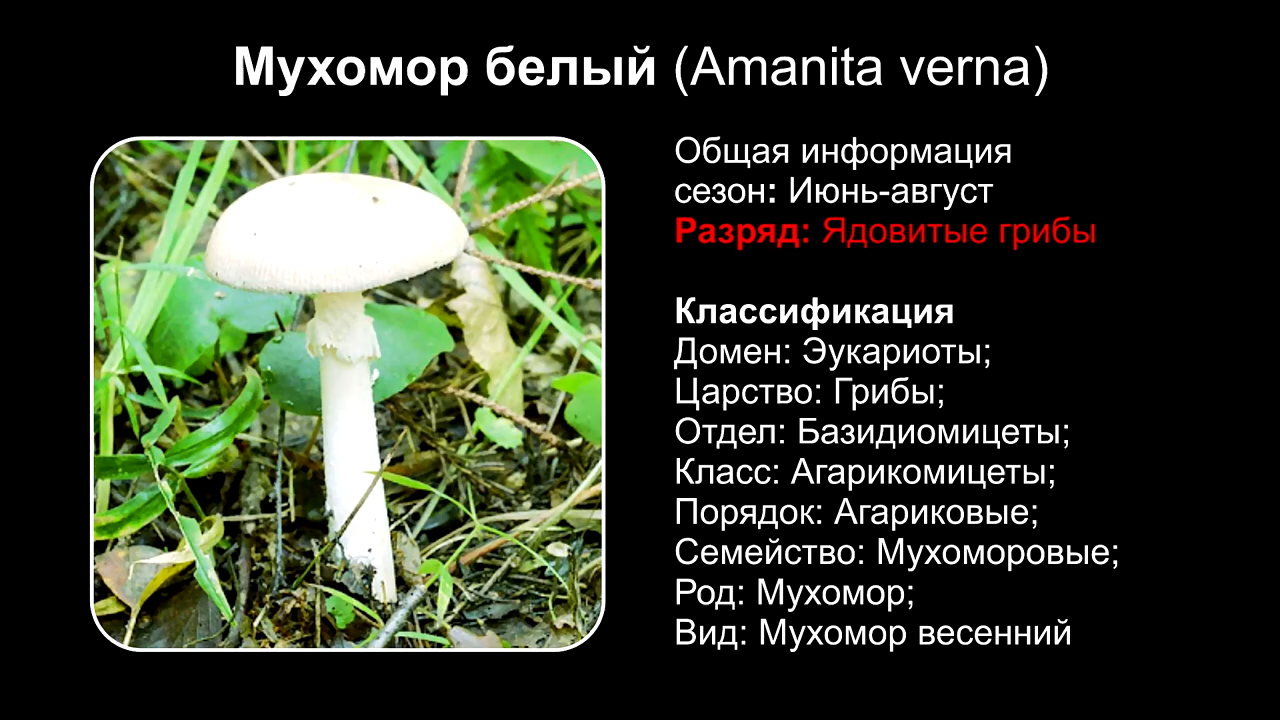 Мухомор белый (Amanita verna)
Общая информация
сезон: Июнь-август
Разряд: Ядовитые грибы
Классификация
Домен: Эукариоты;
Царство: Грибы;
Отдел: Базидиомицеты;
Класс: Агарикомицеты;
Порядок: Агариковые;
Семейство: Мухоморовые;
Род: Мухомор;
Вид: Мухомор весенний